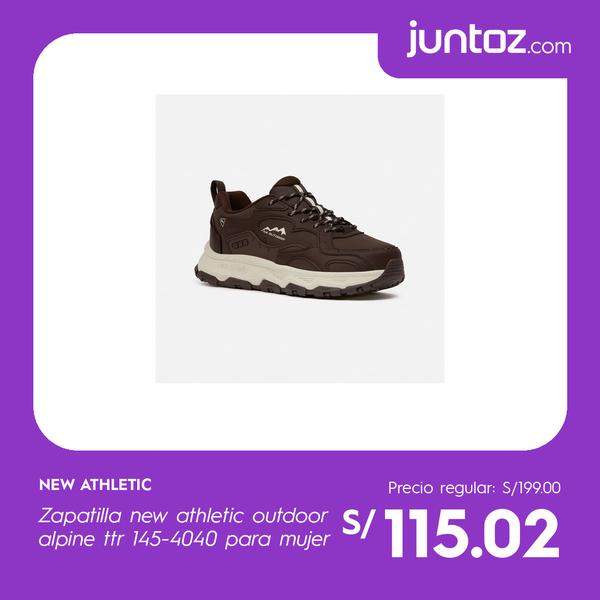 juntoz.com
NEW ATHLETIC
Zapatilla new athletic outdoor
alpine ttr 145-4040 para mujer
Precio regular: S/199.00
S/115.02